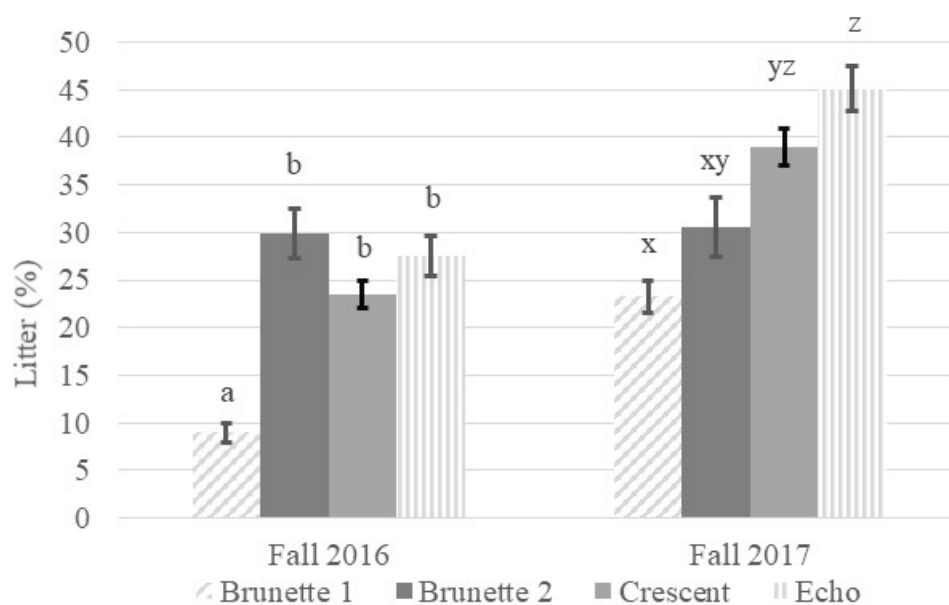 50
45
40
35
30
25
20
15
10
5
0
Litter (%)
a
b
b
b
x
xy
yz
z
Fall 2016
Fall 2017
Brunette 1 Brunette 2 Crescent Echo